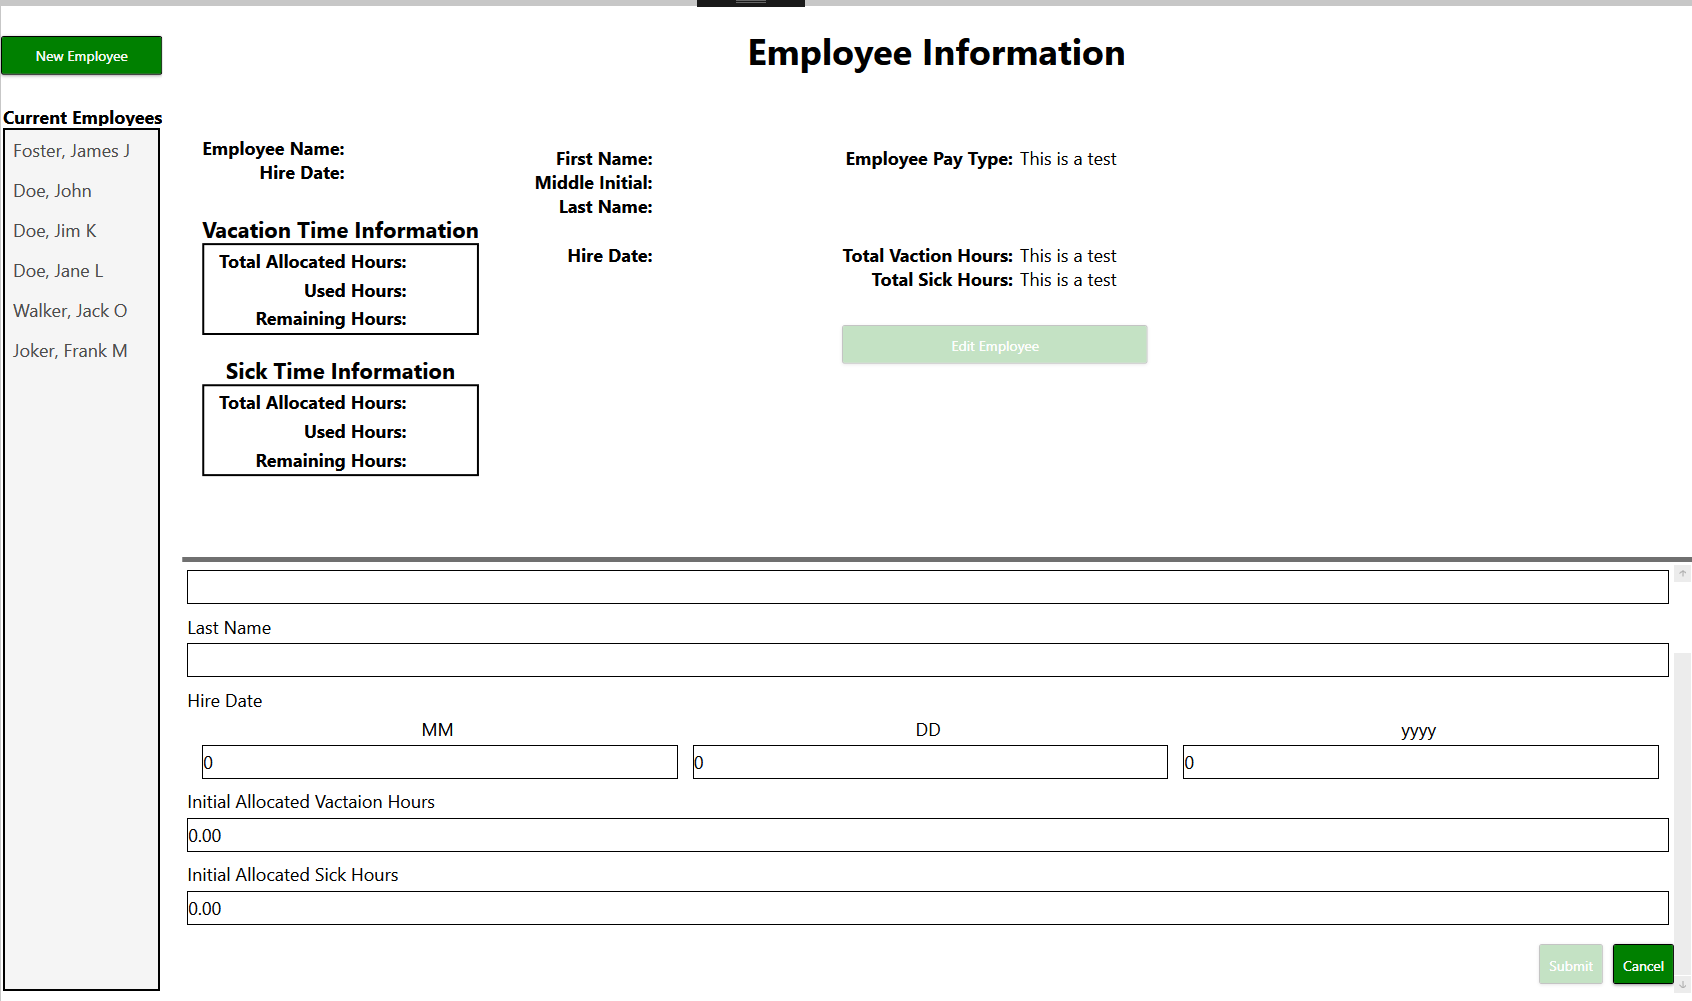 New Employee
Employee Information
Current Employees
Foster, James J
Doe, John
Doe, Jim K
Doe, Jane L
Walker, Jack O
Joker, Frank M
Employee Name:
Hire Date:
Vacation Time Information
Total Allocated Hours:
Used Hours:
Remaining Hours:
Sick Time Information
Total Allocated Hours:
Used Hours:
Remaining Hours:
First Name:
Middle Initial:
Last Name:
Hire Date:
Employee Pay Type: This is a test
Total Vaction Hours: This is a test
Total Sick Hours: This is a test
Edit Employee
Last Name
Hire Date
MM DD yyyy
0 0 0
Initial Allocated Vactaion Hours
0.00
Initial Allocated Sick Hours
0.00
Submit Cancel